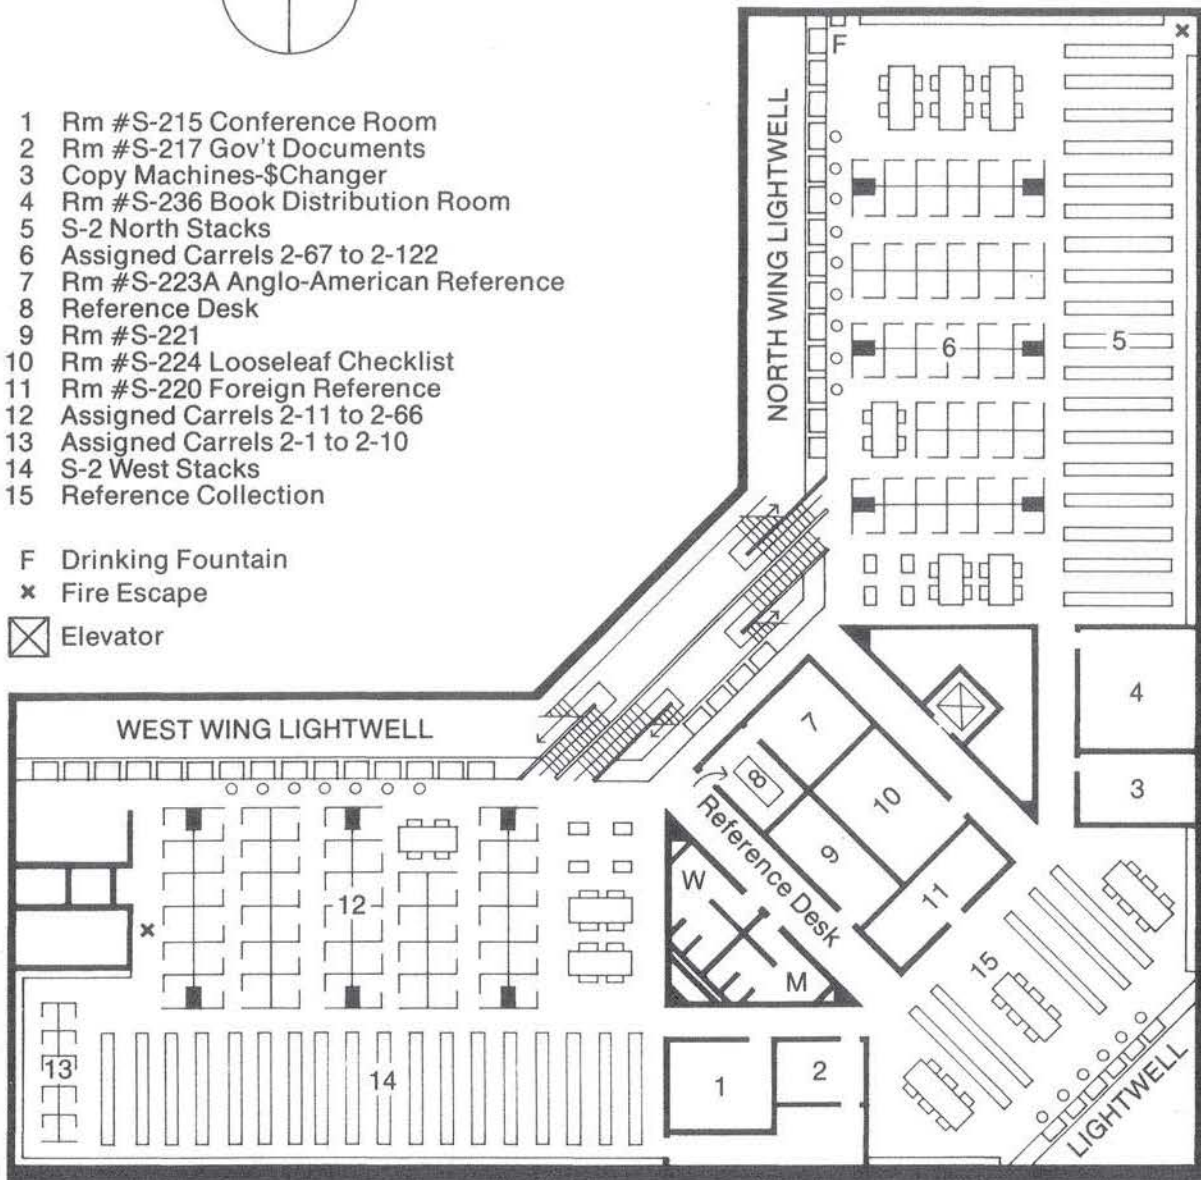 1 Rm #S-215 Conference Room
2 Rm #S-217 Gov't Documents
3 Copy Machines-$Changer
4 Rm #S-236 Book Distribution Room
5 S-2 North Stacks
6 Assigned Carrels 2-67 to 2-122
7 Rm #S-223A Anglo-American Reference
8 Reference Desk
9 Rm #S-221
10 Rm #S-224 Looseleaf Checklist
11 Rm #S-220 Foreign Reference
12 Assigned Carrels 2-11 to 2-66
13 Assigned Carrels 2-1 to 2-10
14 S-2 West Stacks
15 Reference Collection
F Drinking Fountain
× Fire Escape
Elevator
F
×
NORTH WING LIGHTWELL
6
5
4
3
WEST WING LIGHTWELL
7
8
10
9
11
Reference Desk
W
M
12
×
13
14
1
2
15
LIGHTWELL